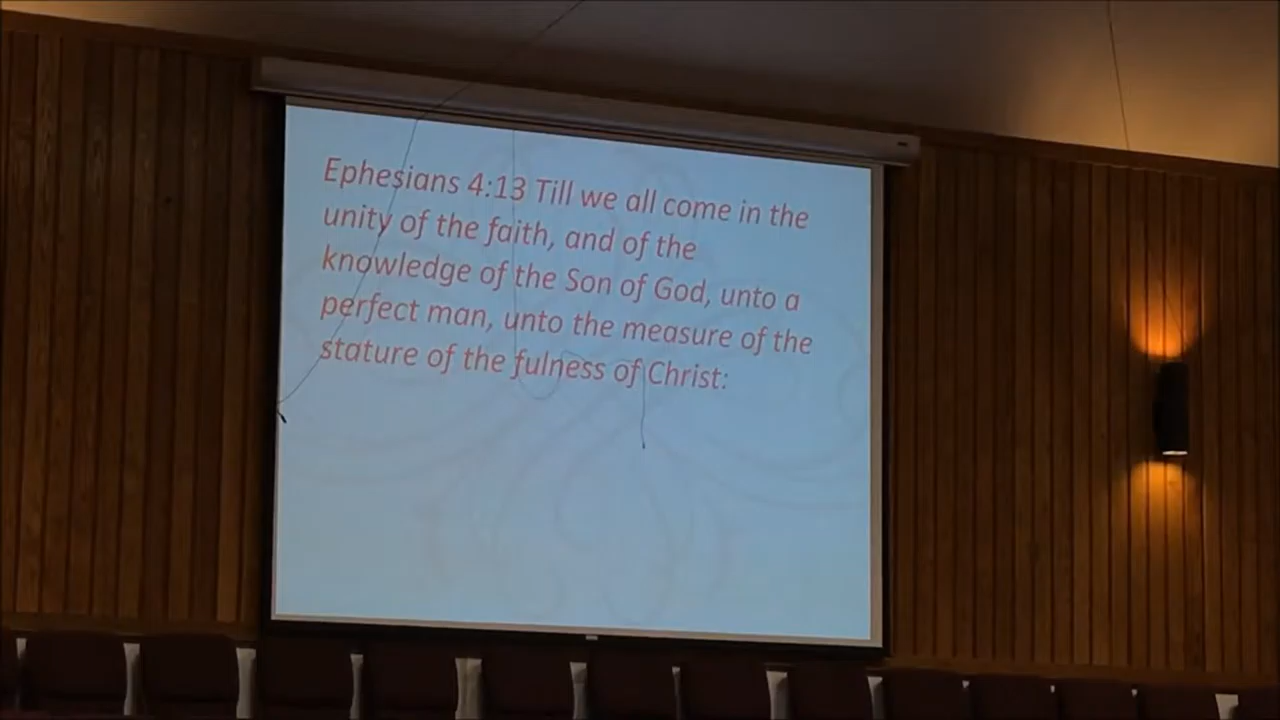 Ephesians 4:13 Till we all come in the
unity of the faith, and of the
knowledge of the Son of God, unto a
perfect man, unto the measure of the
stature of the fulness of Christ: